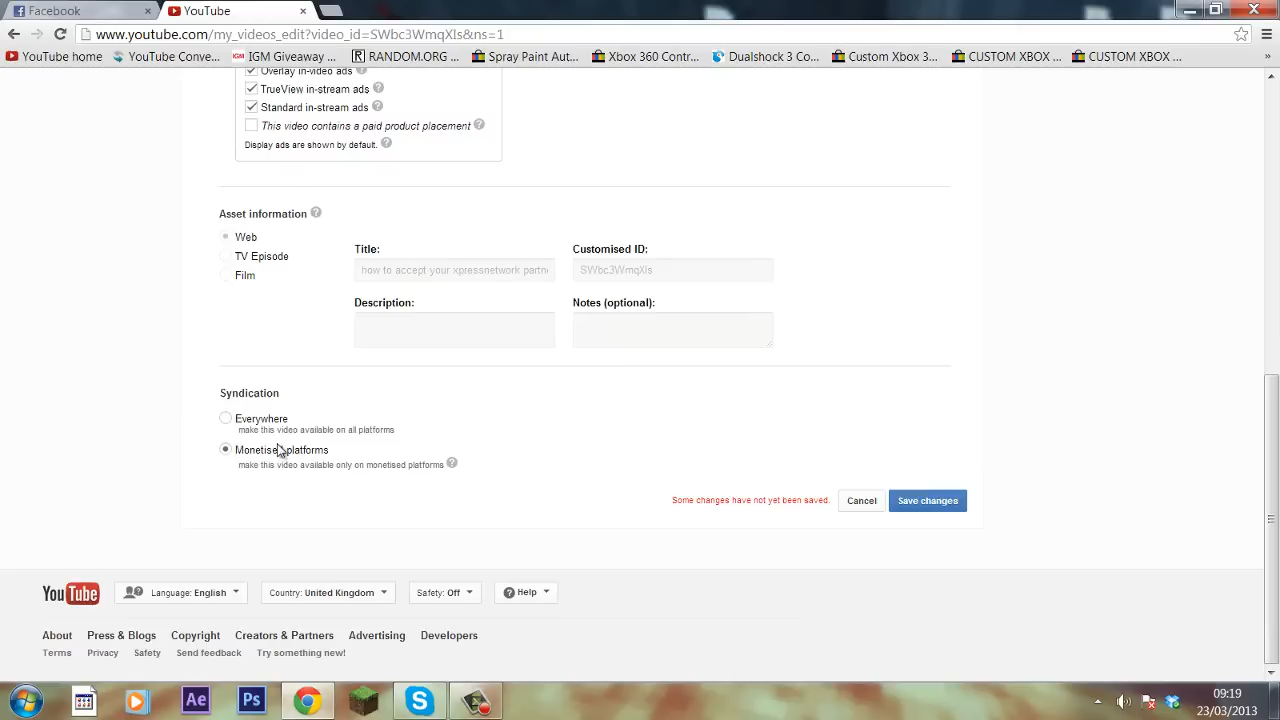 Facebook
YouTube
www.youtube.com/my_videos_edit?video_id=SWbc3WmqXls&ns=1
YouTube home
YouTube Conve...
IGM
IGM Giveaway ...
R
RANDOM.ORG ...
Spray Paint Aut...
Xbox 360 Contr...
Dualshock 3 Co...
Custom Xbox 3...
CUSTOM XBOX ...
CUSTOM XBOX ...
»
Overlay in-video ads ?
TrueView in-stream ads ?
Standard in-stream ads ?
This video contains a paid product placement ?
Display ads are shown by default. ?
Asset information ?
Web
TV Episode
Film
Title:
how to accept your xpressnetwork partn
Customised ID:
SWbc3WmqXls
Description:
Notes (optional):
Syndication
Everywhere
make this video available on all platforms
Monetised platforms
make this video available only on monetised platforms ?
Some changes have not yet been saved.
Cancel
Save changes
YouTube
Language: English
Country: United Kingdom
Safety: Off
? Help
About
Press & Blogs
Copyright
Creators & Partners
Advertising
Developers
Terms
Privacy
Safety
Send feedback
Try something new!
Ae
Ps
S
09:19
23/03/2013